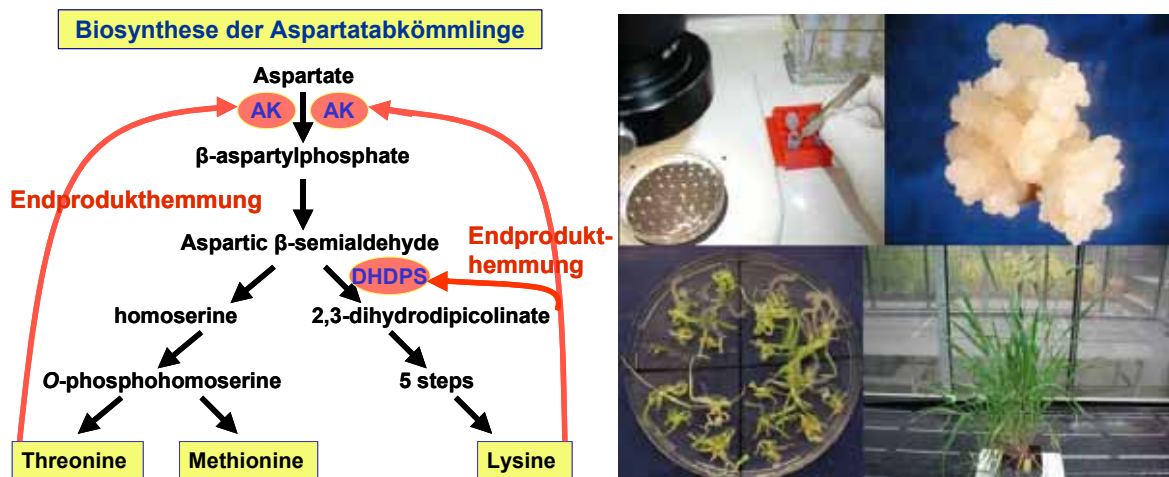 Biosynthese der Aspartatabkömmlinge
Aspartate
AK
AK
β-aspartylphosphate
Endprodukthemmung
Aspartic β-semialdehyde
Endprodukt-
hemmung
DHDPS
homoserine
2,3-dihydrodipicolinate
O-phosphohomoserine
5 steps
Threonine
Methionine
Lysine